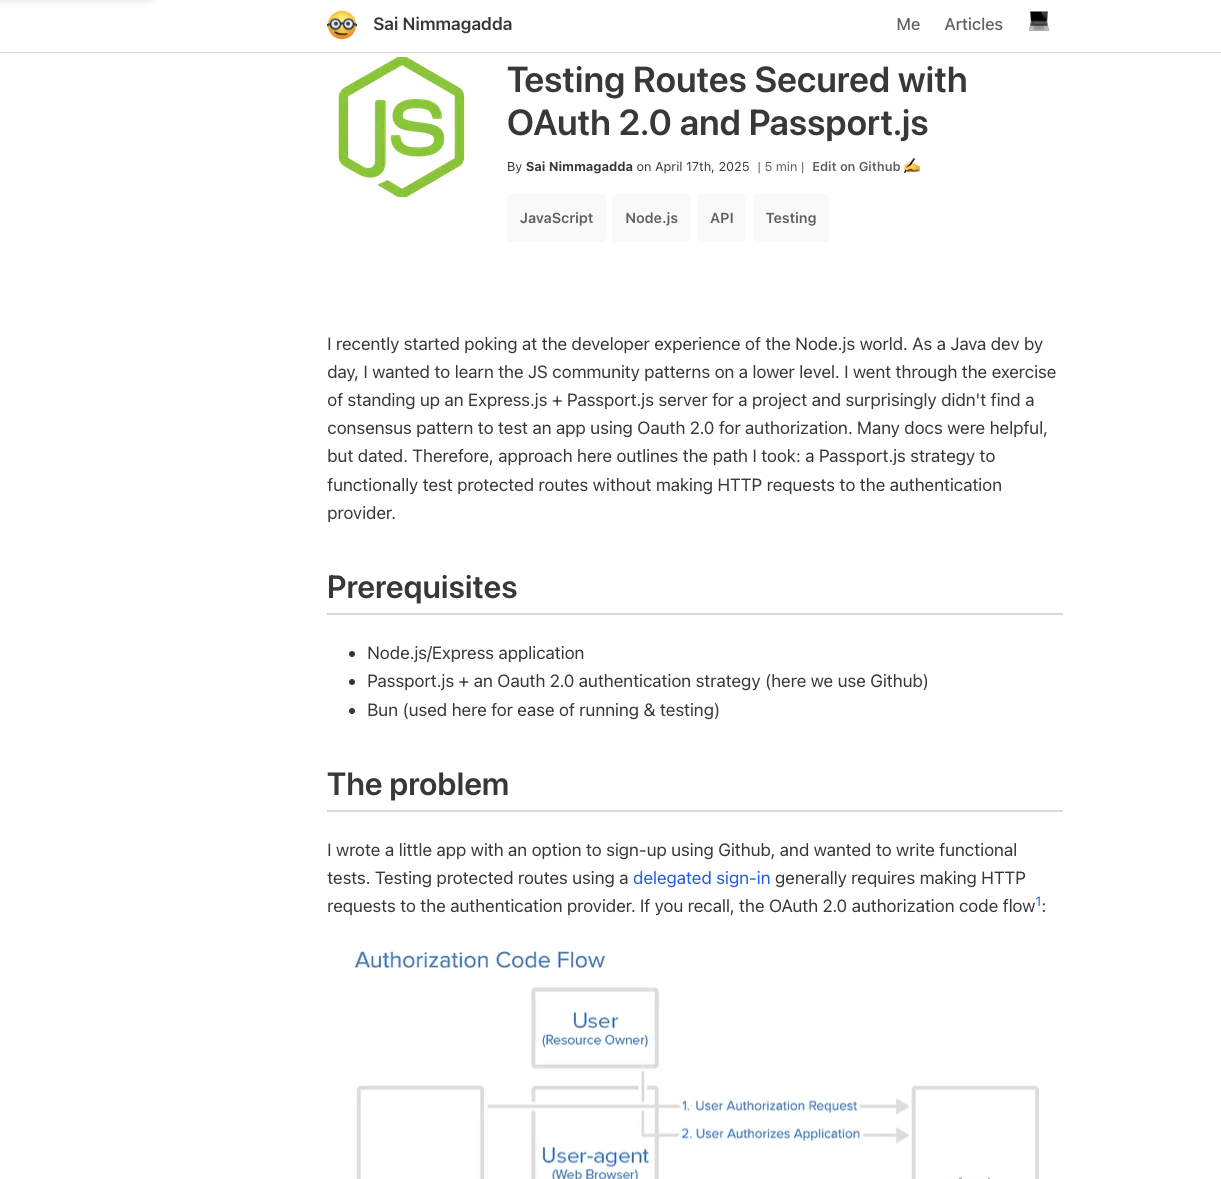 Sai Nimmagadda
Me Articles
JS
Testing Routes Secured with
OAuth 2.0 and Passport.js
By Sai Nimmagadda on April 17th, 2025 | 5 min | Edit on Github ✍️
JavaScript Node.js API Testing
I recently started poking at the developer experience of the Node.js world. As a Java dev by
day, I wanted to learn the JS community patterns on a lower level. I went through the exercise
of standing up an Express.js + Passport.js server for a project and surprisingly didn't find a
consensus pattern to test an app using Oauth 2.0 for authorization. Many docs were helpful,
but dated. Therefore, approach here outlines the path I took: a Passport.js strategy to
functionally test protected routes without making HTTP requests to the authentication
provider.
Prerequisites
• Node.js/Express application
• Passport.js + an Oauth 2.0 authentication strategy (here we use Github)
• Bun (used here for ease of running & testing)
The problem
I wrote a little app with an option to sign-up using Github, and wanted to write functional
tests. Testing protected routes using a delegated sign-in generally requires making HTTP
requests to the authentication provider. If you recall, the OAuth 2.0 authorization code flow1:
Authorization Code Flow
User
(Resource Owner)
1. User Authorization Request
2. User Authorizes Application
User-agent
(Web Browser)